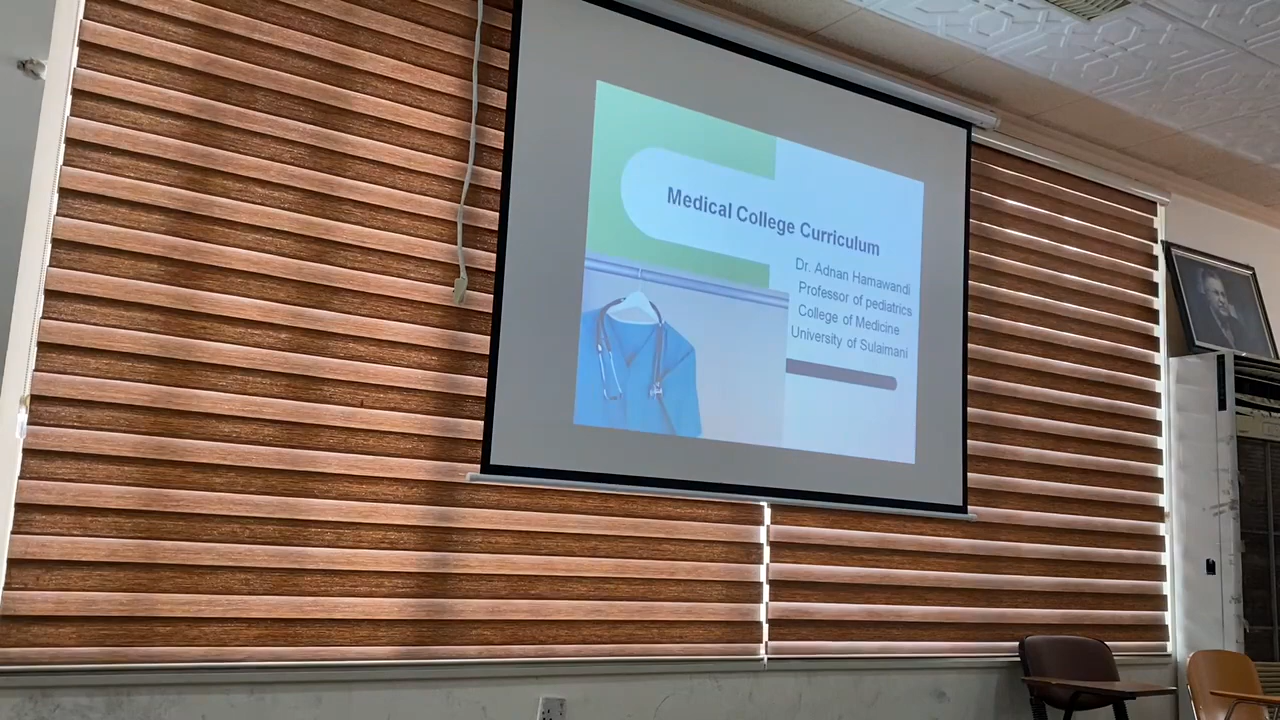 Medical College Curriculum
Dr. Adnan Hamawandi
Professor of pediatrics
College of Medicine
University of Sulaimani